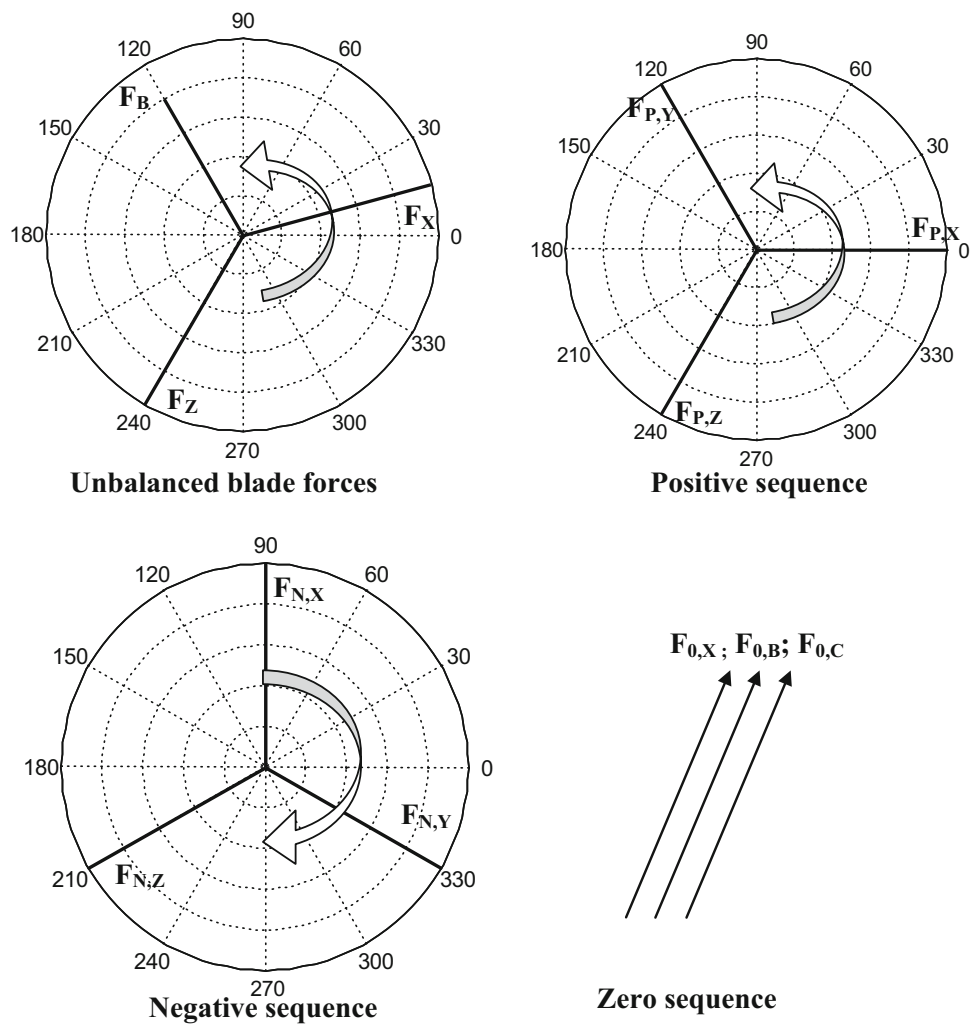 90
120
60
F_B
150
30
F_X
180
0
210
330
F_Z
240
300
270
Unbalanced blade forces
90
120
60
F_P,Y
150
30
F_P,X
180
0
210
330
F_P,Z
240
300
270
Positive sequence
90
120
60
F_N,X
150
30
180
0
F_N,Y
F_N,Z
210
330
240
300
270
Negative sequence
F_0,X ; F_0,B; F_0,C
Zero sequence